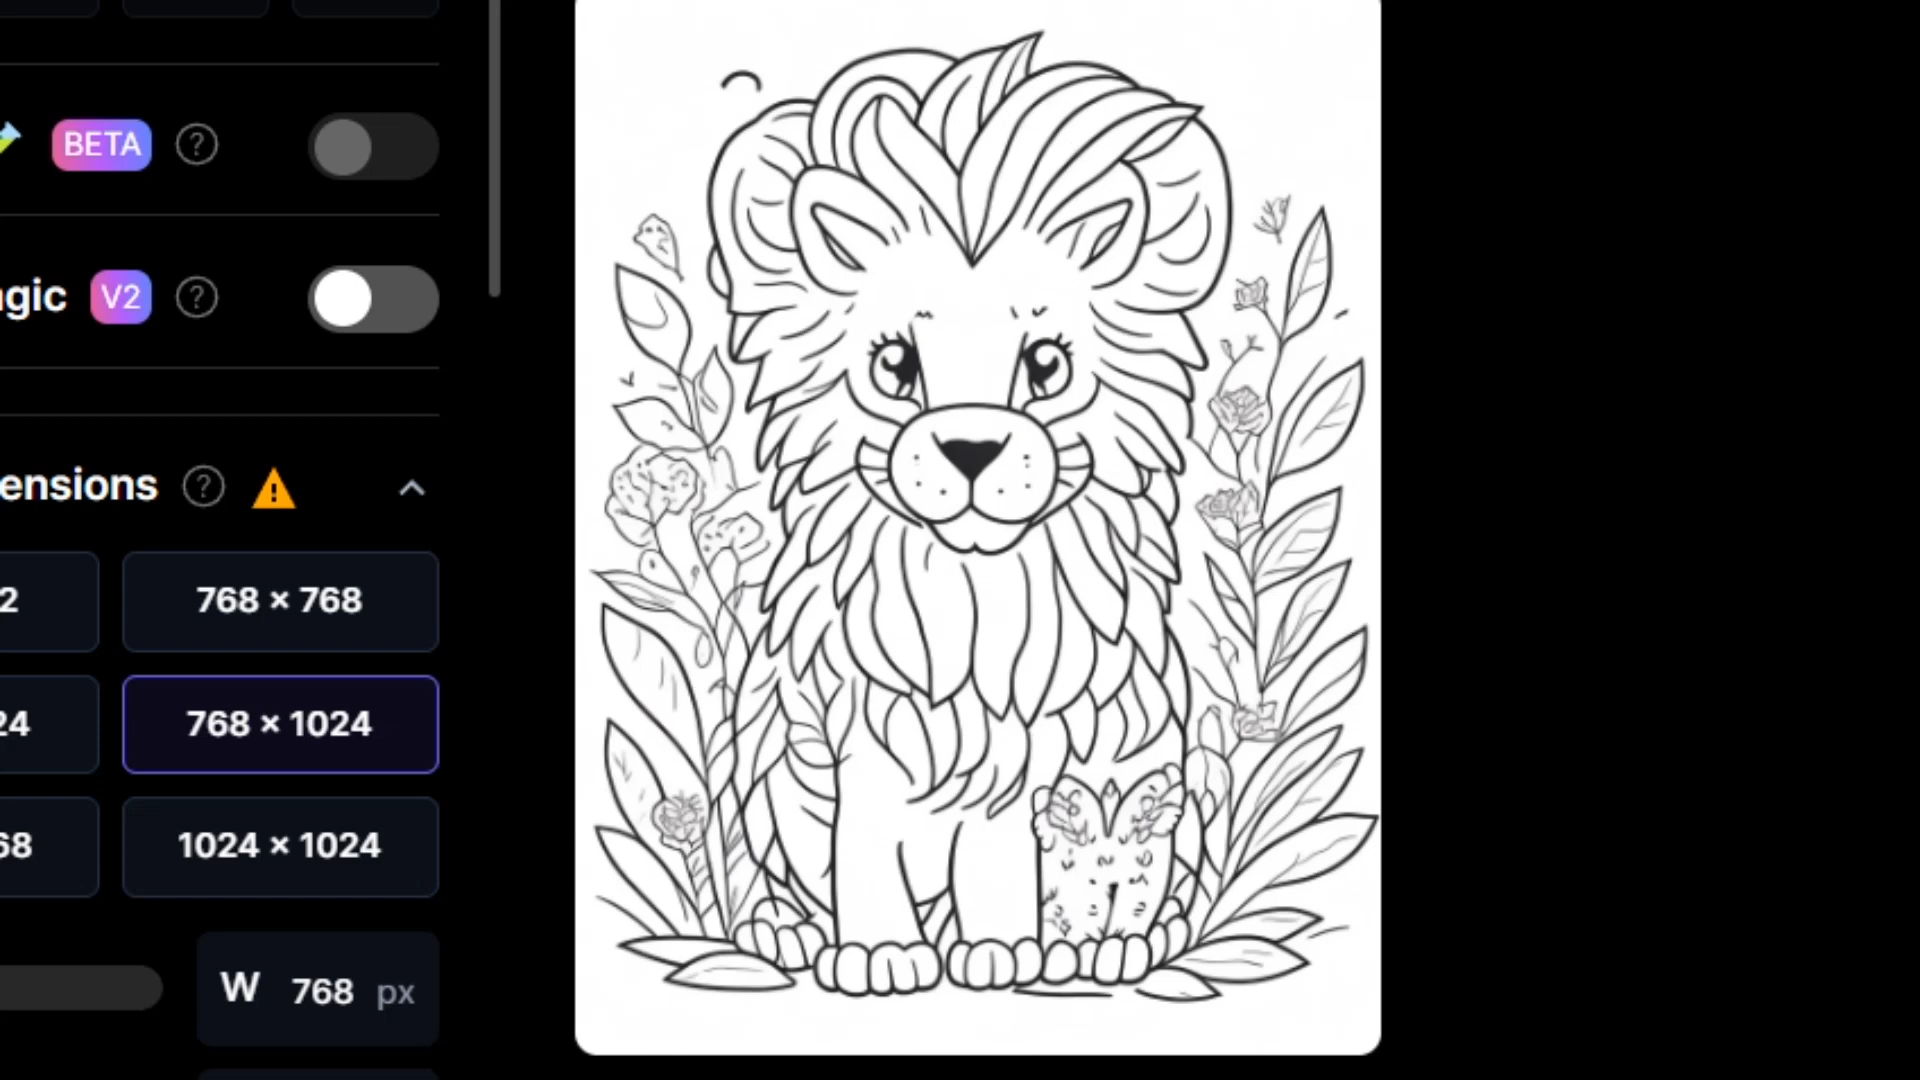 BETA ?
gic V2 ?
ensions ?
2 768 × 768
24 768 × 1024
68 1024 × 1024
W 768 px